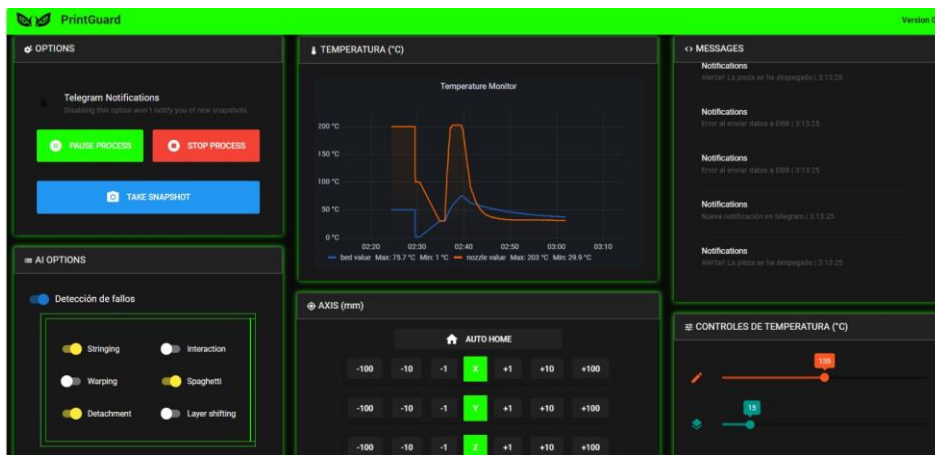 PrintGuard
Version 0
OPTIONS
Telegram Notifications
Disabling this option won't notify you of new snapshots.
PAUSE PROCESS
STOP PROCESS
TAKE SNAPSHOT
AI OPTIONS
Detección de fallos
Stringing
Interaction
Warping
Spaghetti
Detachment
Layer shifting
TEMPERATURA (°C)
Temperature Monitor
200 °C
150 °C
100 °C
50 °C
0 °C
02:20 02:30 02:40 02:50 03:00 03:10
bed value Max: 75.7 °C Min: 1 °C nozzle value Max: 203 °C Min: 29.9 °C
AXIS (mm)
AUTO HOME
-100 -10 -1 X +1 +10 +100
-100 -10 -1 Y +1 +10 +100
-100 -10 -1 Z +1 +10 +100
MESSAGES
Notifications
Alerta!! La pieza se ha despegado | 3:13:25
Notifications
Error al enviar datos a DBB | 3:13:25
Notifications
Error al enviar datos a DBB | 3:13:25
Notifications
Nueva notificación en telegram | 3:13:25
Notifications
Alerta!! La pieza se ha despegado | 3:13:25
CONTROLES DE TEMPERATURA (°C)
15